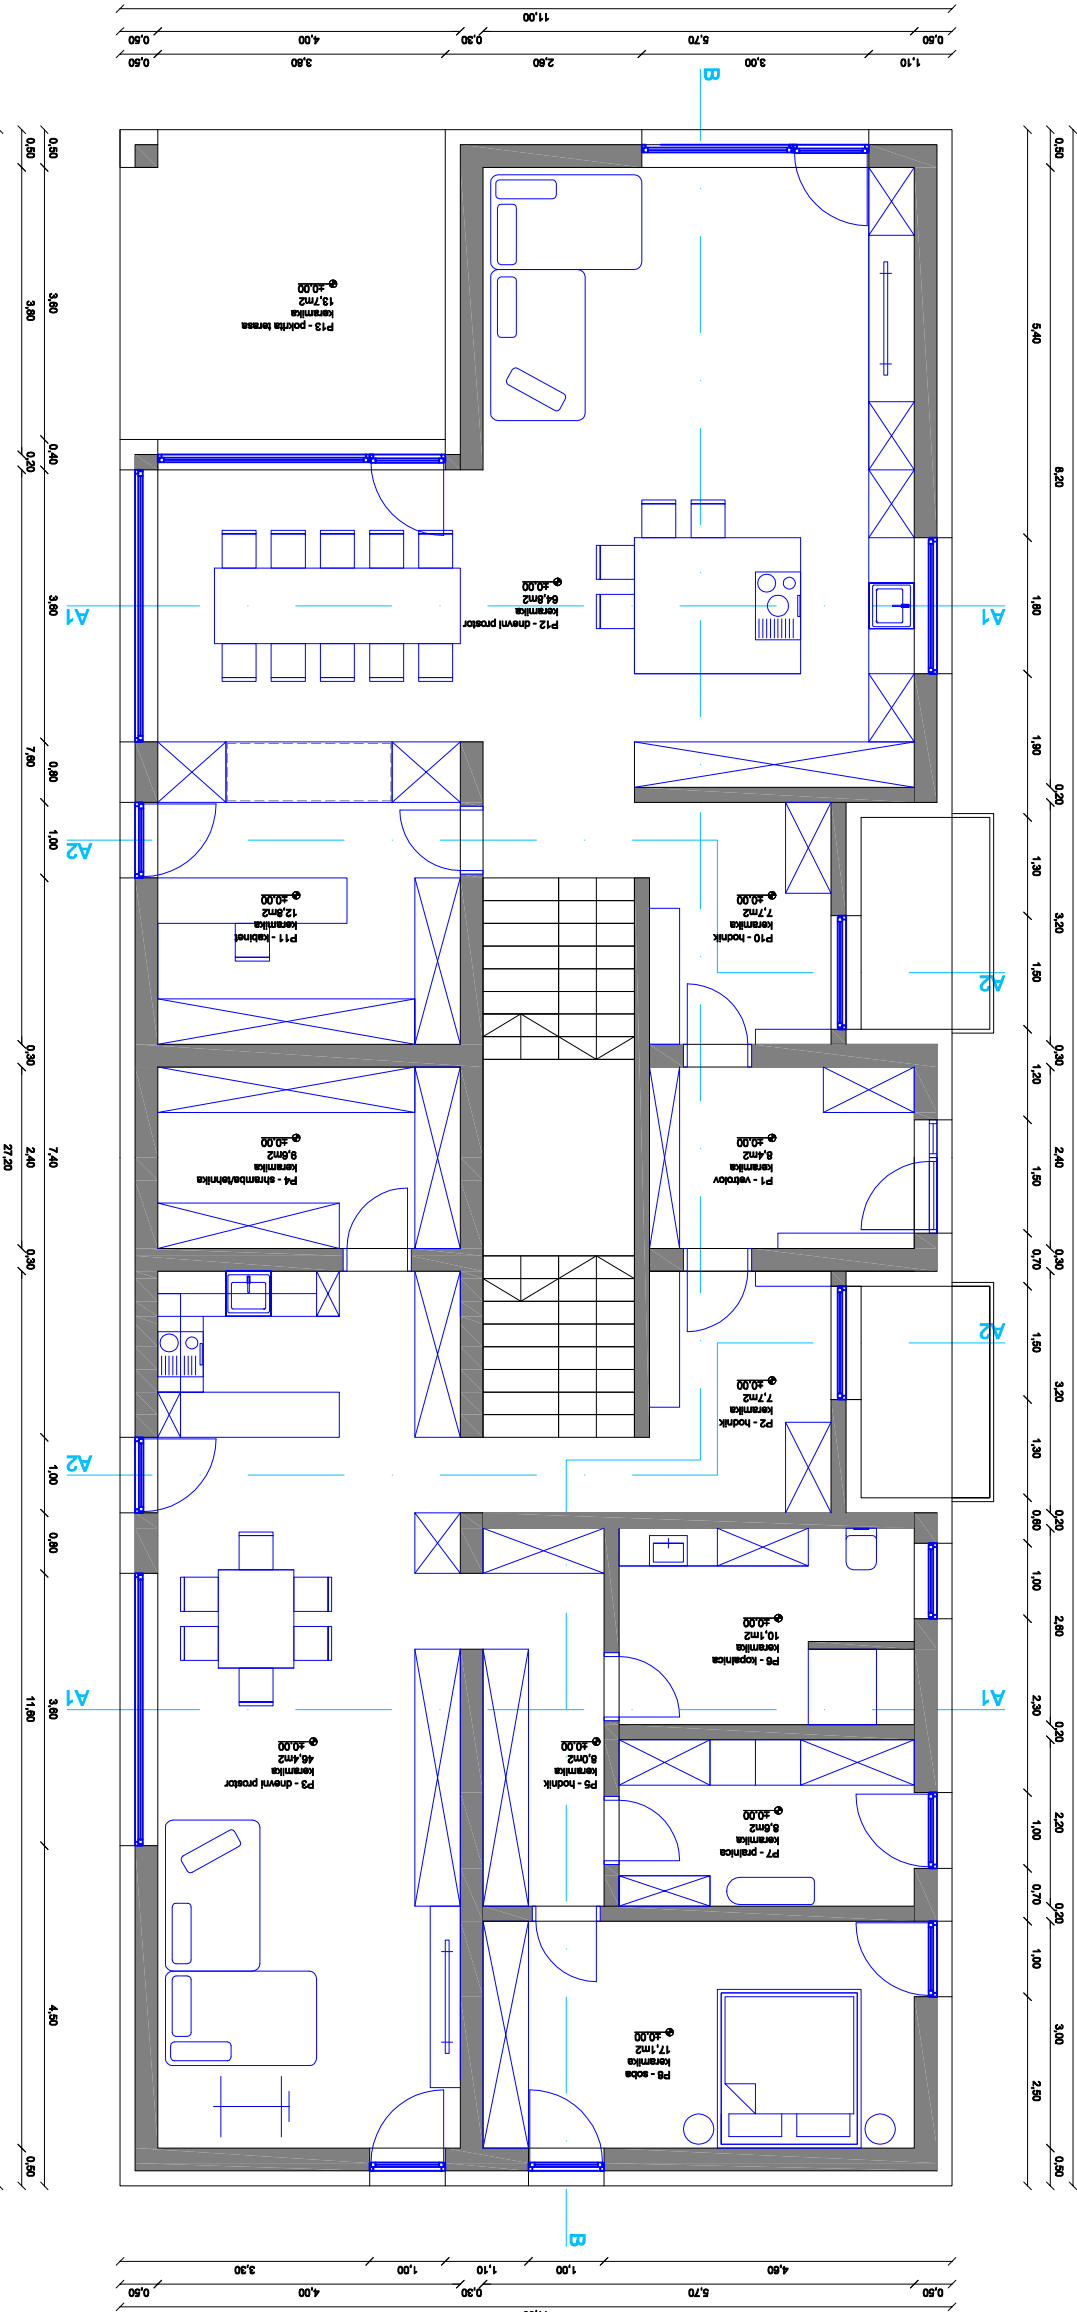 0,50
5,70
0,30
4,00
0,50
4,60
1,00
1,10
1,00
3,30
B
P8 - soba
keramika
17,1m2
±0.00
P7 - pralnica
keramika
8,6m2
±0.00
P5 - hodnik
keramika
8,0m2
±0.00
P3 - dnevni prostor
keramika
46,4m2
±0.00
A1
A1
P6 - kopalnica
keramika
10,1m2
±0.00
A2
P2 - hodnik
keramika
7,7m2
±0.00
A2
P1 - vetrolov
keramika
8,4m2
±0.00
P4 - shramba/tehnika
keramika
9,6m2
±0.00
A2
P10 - hodnik
keramika
7,7m2
±0.00
P11 - kabinet
keramika
12,8m2
±0.00
A2
A1
P12 - dnevni prostor
keramika
64,8m2
±0.00
A1
P13 - pokrita terasa
keramika
13,7m2
±0.00
B
1,10
3,00
2,60
3,80
0,50
0,50
5,70
0,30
4,00
0,50
11,00
0,50
8,20
0,20
3,20
0,30
2,40
0,30
3,20
0,20
2,60
0,20
2,20
0,20
3,00
0,50
5,40
1,80
1,90
1,30
1,50
1,20
1,50
0,70
1,50
1,30
0,60
1,00
2,30
1,00
0,70
1,00
2,50
0,50
3,60
0,40
3,60
0,80
1,00
7,40
1,00
0,80
3,60
4,50
0,50
3,80
0,20
7,60
0,30
2,40
0,30
11,60
0,50
27,20